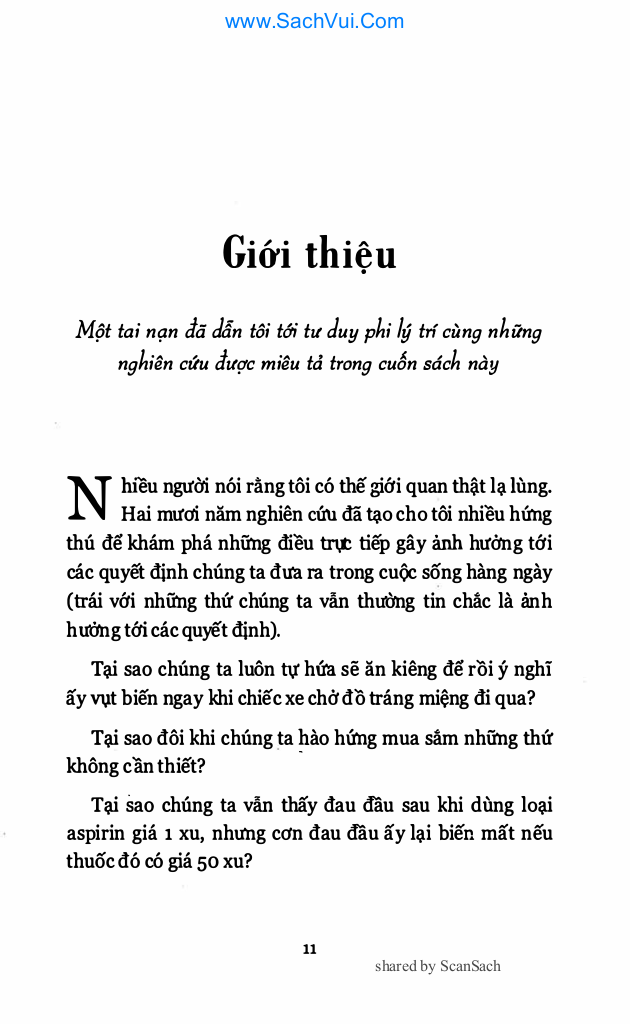 www.SachVui.Com
Giới thiệu
Một tai nạn đã dẫn tôi tới tư duy phi lý trí cùng những
nghiên cứu được miêu tả trong cuốn sách này
Nhiều người nói rằng tôi có thế giới quan thật lạ lùng.
Hai mươi năm nghiên cứu đã tạo cho tôi nhiều hứng
thú để khám phá những điều trực tiếp gây ảnh hưởng tới
các quyết định chúng ta đưa ra trong cuộc sống hàng ngày
(trái với những thứ chúng ta vẫn thường tin chắc là ảnh
hưởng tới các quyết định).
Tại sao chúng ta luôn tự hứa sẽ ăn kiêng để rồi ý nghĩ
ấy vụt biến ngay khi chiếc xe chở đồ tráng miệng đi qua?
Tại sao đôi khi chúng ta hào hứng mua sắm những thứ
không cần thiết?
Tại sao chúng ta vẫn thấy đau đầu sau khi dùng loại
aspirin giá 1 xu, nhưng cơn đau đầu ấy lại biến mất nếu
thuốc đó có giá 50 xu?
11
shared by ScanSach